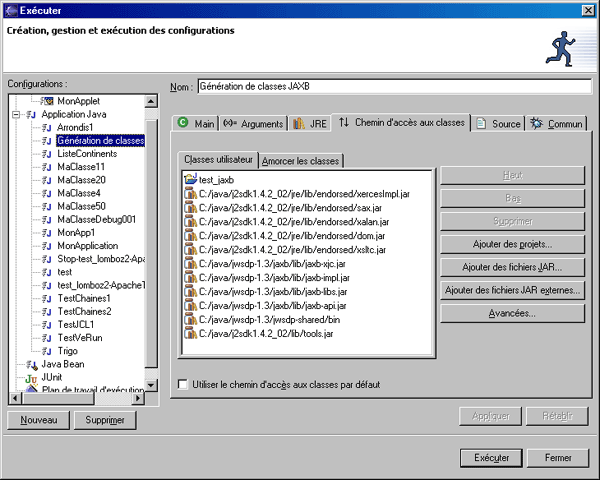 Exécuter
Création, gestion et exécution des configurations
Configurations :
MonApplet
Application Java
Arrondis1
Génération de classes
ListeContinents
MaClasse11
MaClasse20
MaClasse4
MaClasse50
MaClasseDebug001
MonApp1
MonApplication
Stop-test_lomboz2-Apa
test
test_lomboz2-ApacheT
TestChaines1
TestChaines2
TestJCL1
TestVeRun
Trigo
Java Bean
JUnit
Plan de travail d'exécution
Nouveau
Supprimer
Nom :
Génération de classes JAXB
Main
(x)= Arguments
JRE
Chemin d'accès aux classes
Source
Commun
Classes utilisateur
Amorcer les classes
test_jaxb
C:/java/j2sdk1.4.2_02/jre/lib/endorsed/xercesImpl.jar
C:/java/j2sdk1.4.2_02/jre/lib/endorsed/sax.jar
C:/java/j2sdk1.4.2_02/jre/lib/endorsed/xalan.jar
C:/java/j2sdk1.4.2_02/jre/lib/endorsed/dom.jar
C:/java/j2sdk1.4.2_02/jre/lib/endorsed/xsltc.jar
C:/java/jwsdp-1.3/jaxb/lib/jaxb-xjc.jar
C:/java/jwsdp-1.3/jaxb/lib/jaxb-impl.jar
C:/java/jwsdp-1.3/jaxb/lib/jaxb-libs.jar
C:/java/jwsdp-1.3/jaxb/lib/jaxb-api.jar
C:/java/jwsdp-1.3/jwsdp-shared/bin
C:/java/j2sdk1.4.2_02/lib/tools.jar
Haut
Bas
Supprimer
Ajouter des projets...
Ajouter des fichiers JAR...
Ajouter des fichiers JAR externes...
Avancées...
Utiliser le chemin d'accès aux classes par défaut
Appliquer
Rétablir
Exécuter
Fermer